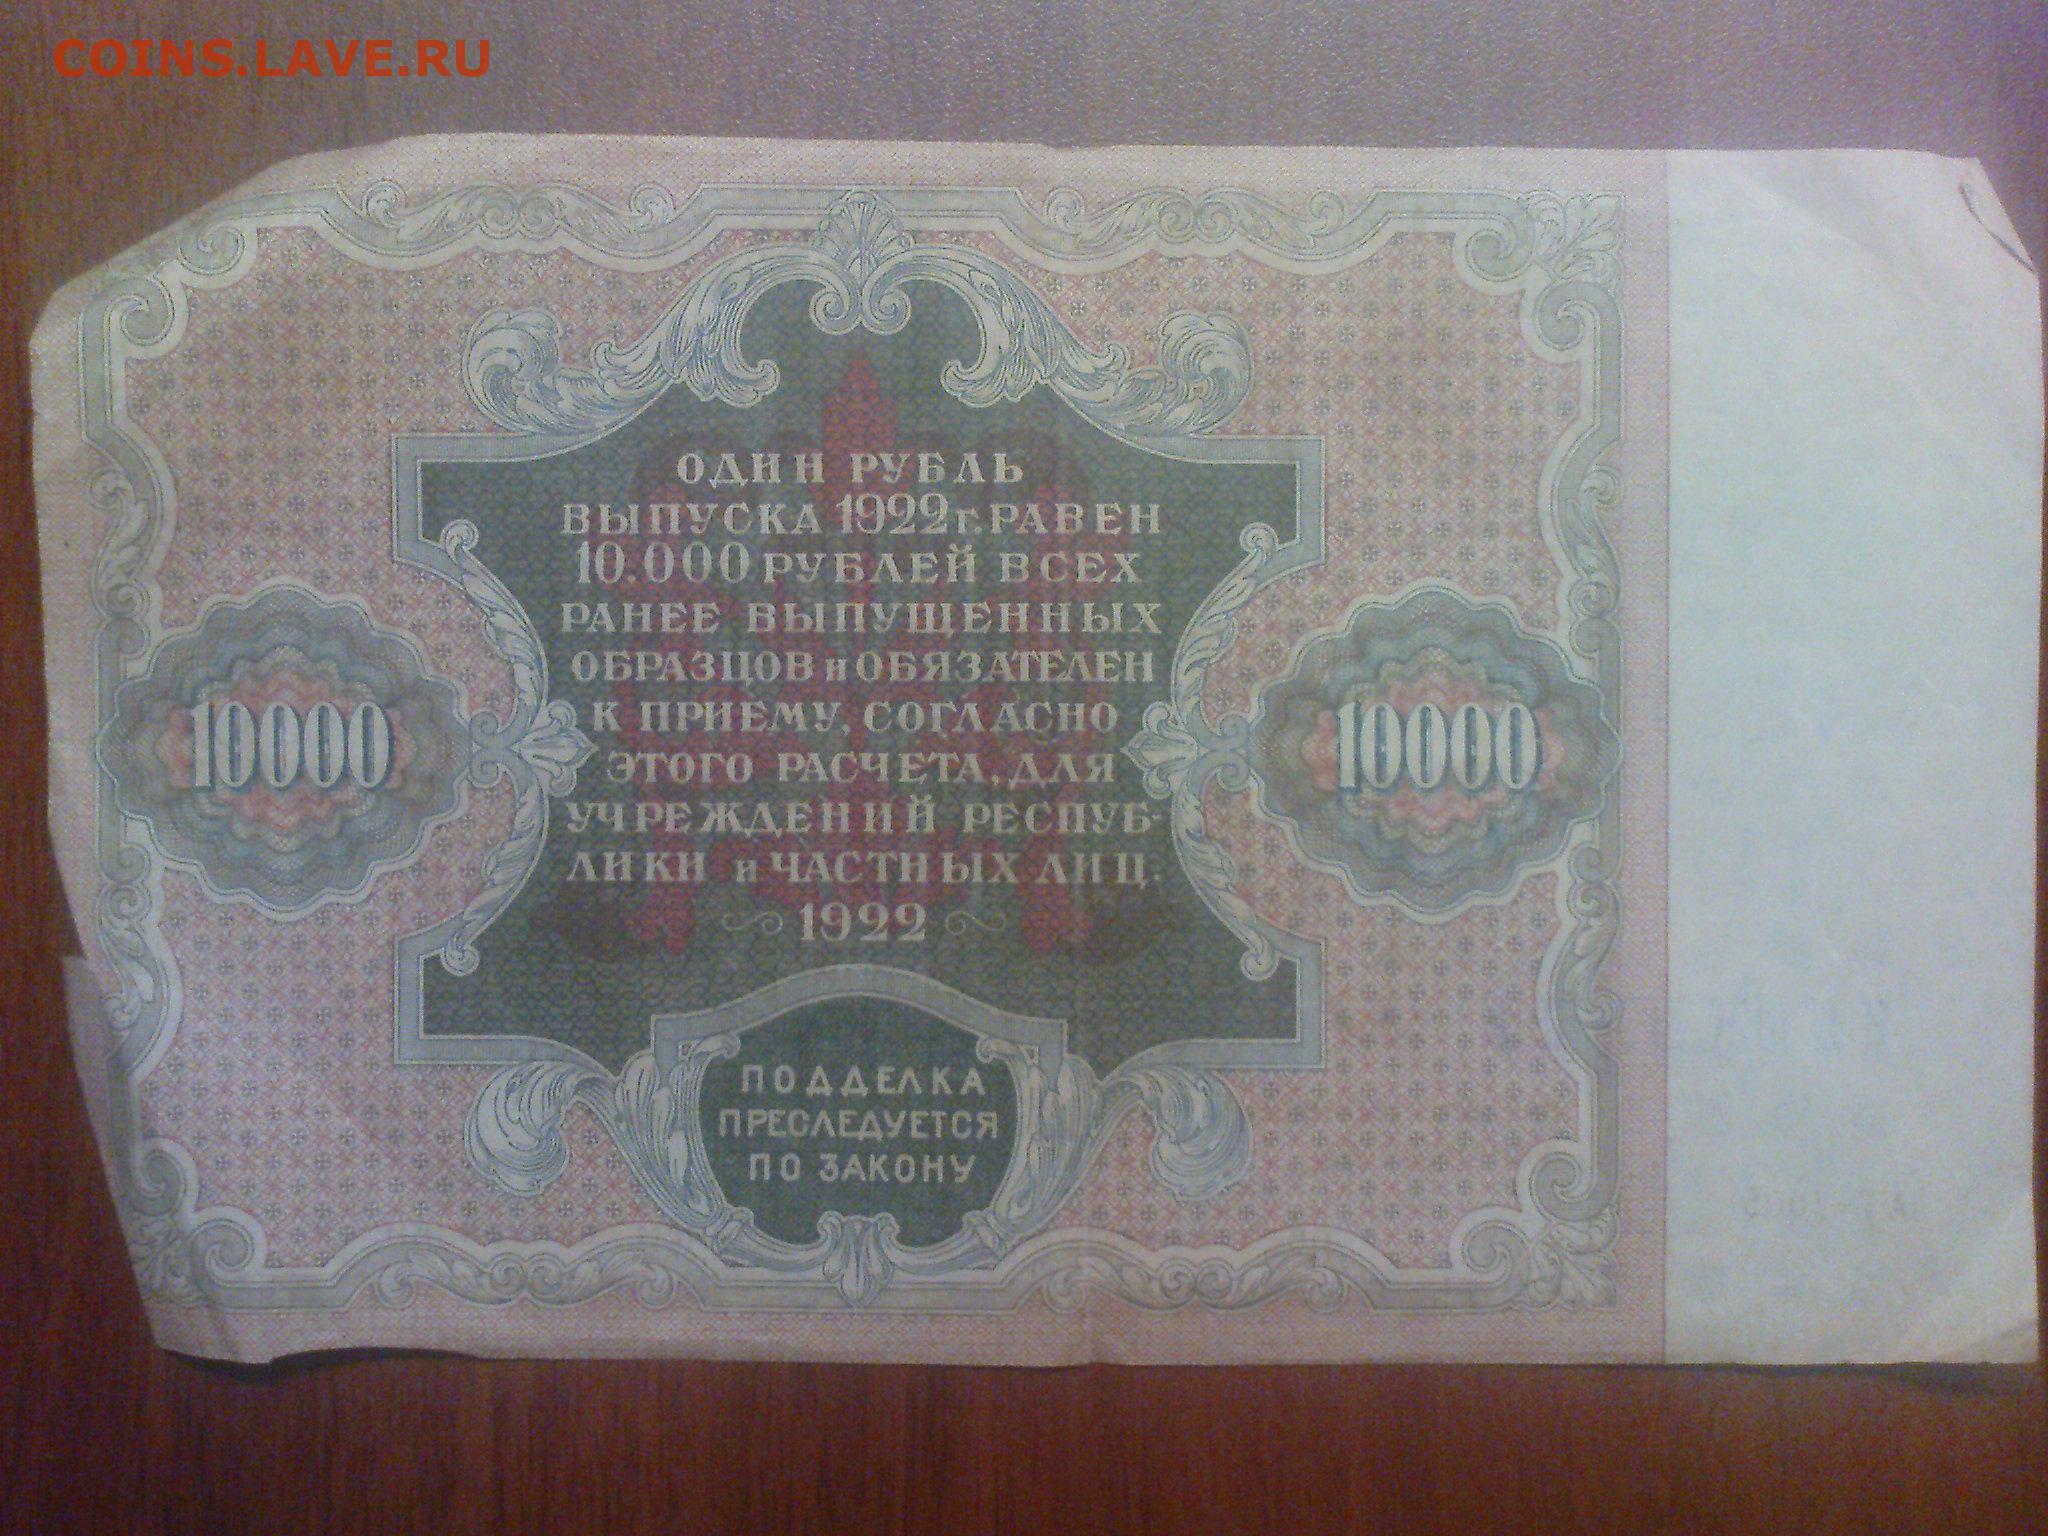 COINS.LAVE.RU
ОДИН РУБЛЬ
ВЫПУСКА 1922 г. РАВЕН
10.000 РУБЛЕЙ ВСЕХ
РАНЕЕ ВЫПУЩЕННЫХ
ОБРАЗЦОВ и ОБЯЗАТЕЛЕН
К ПРИЕМУ, СОГЛАСНО
ЭТОГО РАСЧЕТА, ДЛЯ
УЧРЕЖДЕНИЙ РЕСПУБ-
ЛИКИ и ЧАСТНЫХ ЛИЦ.
1922
10000
10000
ПОДДЕЛКА
ПРЕСЛЕДУЕТСЯ
ПО ЗАКОНУ